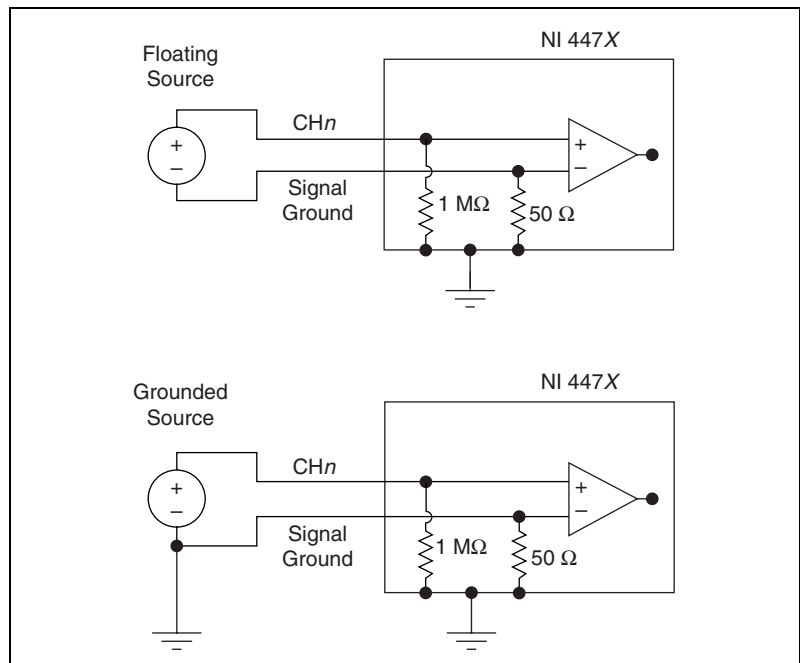 NI 447X
Floating
Source
CHn
+
−
+
−
Signal
Ground
1 MΩ
50 Ω
NI 447X
Grounded
Source
CHn
+
−
+
−
Signal
Ground
1 MΩ
50 Ω